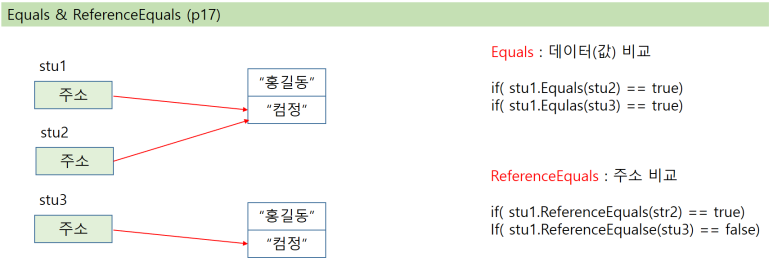 Equals & ReferenceEquals (p17)
stu1
주소
stu2
주소
stu3
주소
“홍길동”
“컴정”
“홍길동”
“컴정”
Equals : 데이터(값) 비교
if( stu1.Equals(stu2) == true)
if( stu1.Equlas(stu3) == true)
ReferenceEquals : 주소 비교
if( stu1.ReferenceEquals(str2) == true)
If( stu1.ReferenceEqualse(stu3) == false)